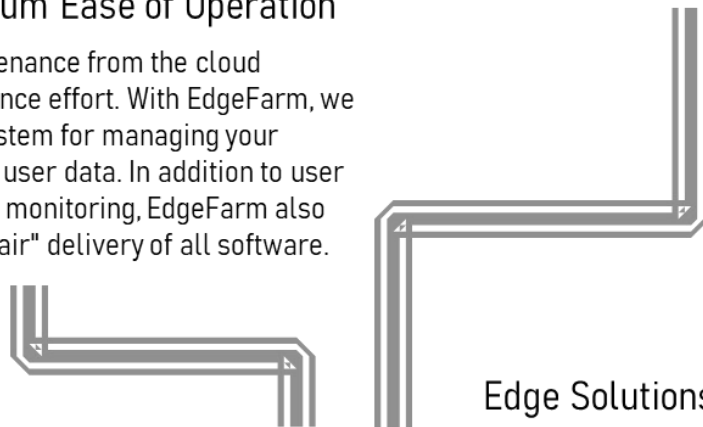 um Ease of Operation
enance from the cloud
nce effort. With EdgeFarm, we
stem for managing your
user data. In addition to user
monitoring, EdgeFarm also
air" delivery of all software.
Edge Solutions